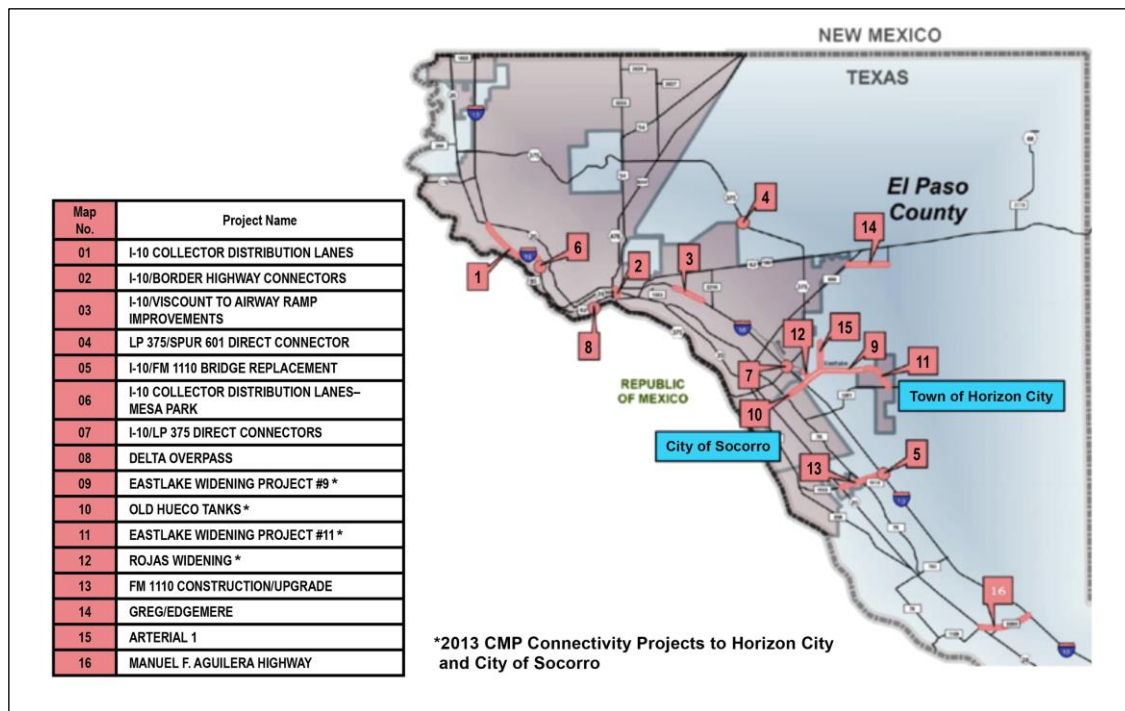 NEW MEXICO
TEXAS
El Paso
County
Map No. Project Name
01 I-10 COLLECTOR DISTRIBUTION LANES
02 I-10/BORDER HIGHWAY CONNECTORS
03 I-10/VISCOUNT TO AIRWAY RAMP
IMPROVEMENTS
04 LP 375/SPUR 601 DIRECT CONNECTOR
05 I-10/FM 1110 BRIDGE REPLACEMENT
06 I-10 COLLECTOR DISTRIBUTION LANES–
MESA PARK
07 I-10/LP 375 DIRECT CONNECTORS
08 DELTA OVERPASS
09 EASTLAKE WIDENING PROJECT #9 *
10 OLD HUECO TANKS *
11 EASTLAKE WIDENING PROJECT #11 *
12 ROJAS WIDENING *
13 FM 1110 CONSTRUCTION/UPGRADE
14 GREG/EDGEMERE
15 ARTERIAL 1
16 MANUEL F. AGUILERA HIGHWAY
4
14
6
1
2
3
8
12
15
9
7
11
10
REPUBLIC
OF MEXICO
Town of Horizon City
City of Socorro
13
5
16
375
375
54
10
*2013 CMP Connectivity Projects to Horizon City
and City of Socorro